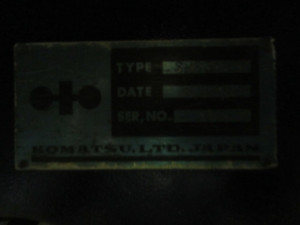 TYPE
DATE
SER, NO.
KOMATSU. LTD. JAPAN